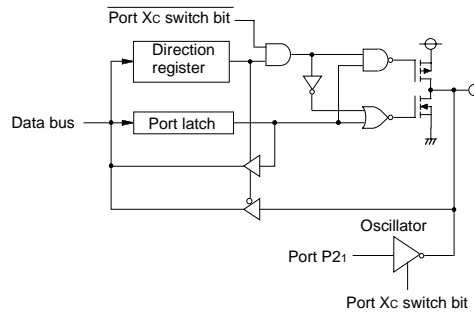 Port XC switch bit
Direction
register
Data bus
Port latch
Oscillator
Port P21
Port XC switch bit